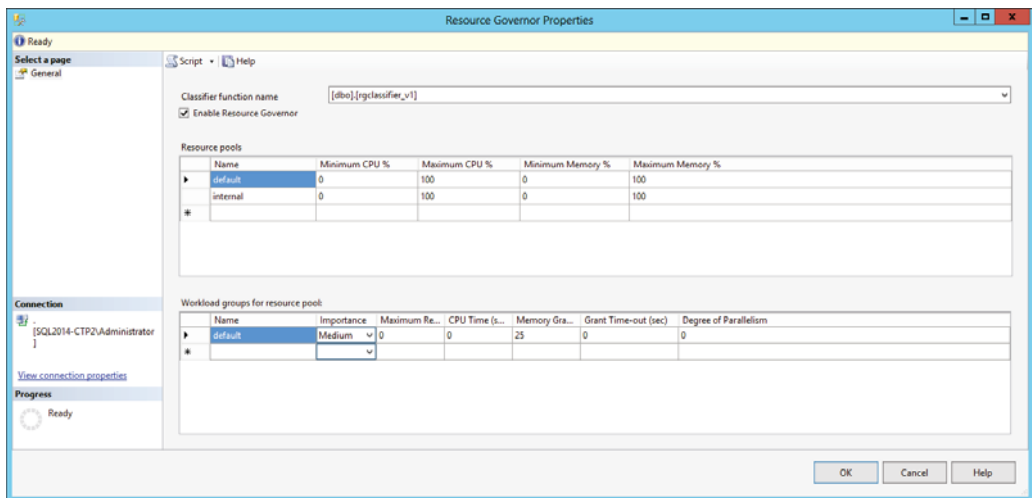 Resource Governor Properties
Ready
Select a page
General
Script Help
Classifier function name [dbo].[rgclassifier_v1]
Enable Resource Governor
Resource pools
Name Minimum CPU % Maximum CPU % Minimum Memory % Maximum Memory %
default 0 100 0 100
internal 0 100 0 100
Connection
.
[SQL2014-CTP2\Administrator
]
View connection properties
Progress
Ready
Workload groups for resource pool:
Name Importance Maximum Re... CPU Time (s... Memory Gra... Grant Time-out (sec) Degree of Parallelism
default Medium 0 0 25 0 0
OK Cancel Help